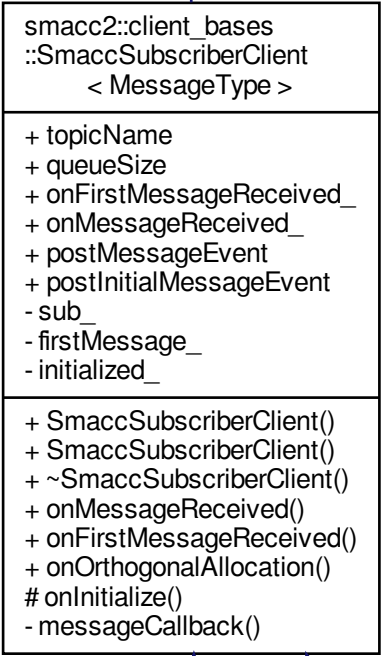 smacc2::client_bases
::SmaccSubscriberClient
< MessageType >
+ topicName
+ queueSize
+ onFirstMessageReceived_
+ onMessageReceived_
+ postMessageEvent
+ postInitialMessageEvent
- sub_
- firstMessage_
- initialized_
+ SmaccSubscriberClient()
+ SmaccSubscriberClient()
+ ~SmaccSubscriberClient()
+ onMessageReceived()
+ onFirstMessageReceived()
+ onOrthogonalAllocation()
# onInitialize()
- messageCallback()